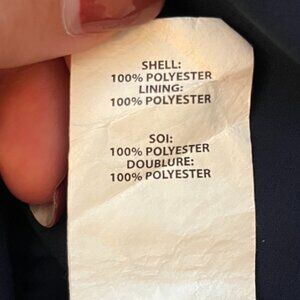 SHELL:
100% POLYESTER
LINING:
100% POLYESTER
SOI:
100% POLYESTER
DOUBLURE:
100% POLYESTER